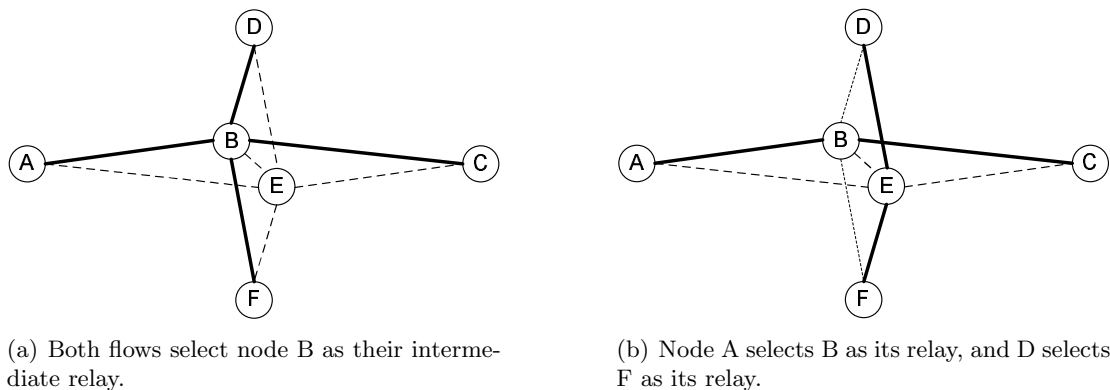 D
B
A
C
E
F
(a) Both flows select node B as their interme-
diate relay.
D
B
A
C
E
F
(b) Node A selects B as its relay, and D selects
F as its relay.